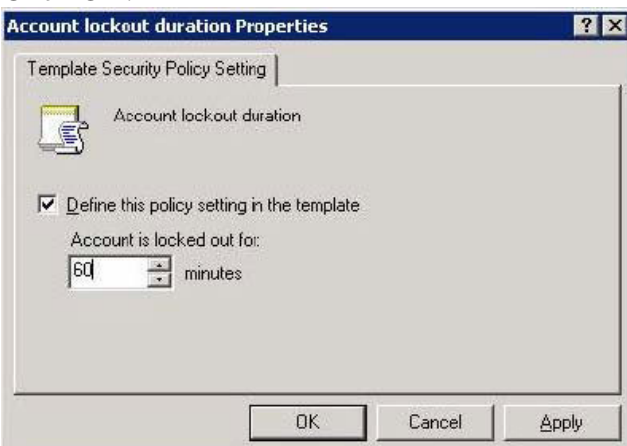 Account lockout duration Properties
?
Template Security Policy Setting
Account lockout duration
Define this policy setting in the template
Account is locked out for:
60 minutes
OK Cancel Apply